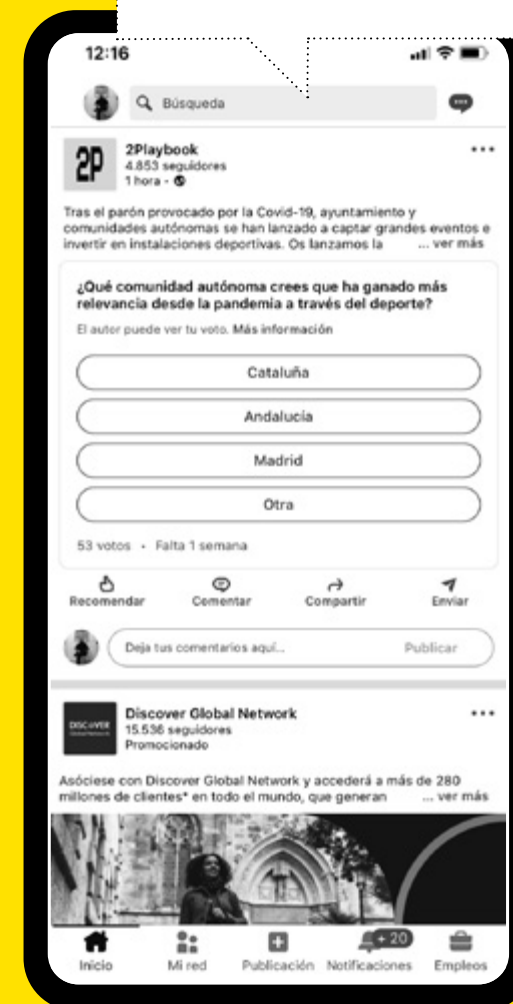 12:16
Búsqueda
2P
2Playbook
4.853 seguidores
1 hora •
Tras el parón provocado por la Covid-19, ayuntamiento y
comunidades autónomas se han lanzado a captar grandes eventos e
invertir en instalaciones deportivas. Os lanzamos la ... ver más
¿Qué comunidad autónoma crees que ha ganado más
relevancia desde la pandemia a través del deporte?
El autor puede ver tu voto. Más información
Cataluña
Andalucía
Madrid
Otra
53 votos • Falta 1 semana
Recomendar Comentar Compartir Enviar
Deja tus comentarios aquí... Publicar
DISCOVER
Discover Global Network
15.536 seguidores
Promocionado
Asóciese con Discover Global Network y accederá a más de 280
millones de clientes* en todo el mundo, que generan ... ver más
+ 20
Inicio Mi red Publicación Notificaciones Empleos